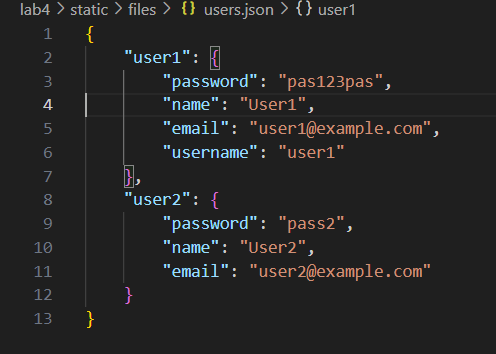 lab4 > static > files > {} users.json > {} user1
1 {
2 "user1": {
3 "password": "pas123pas",
4 "name": "User1",
5 "email": "user1@example.com",
6 "username": "user1"
7 },
8 "user2": {
9 "password": "pass2",
10 "name": "User2",
11 "email": "user2@example.com"
12 }
13 }